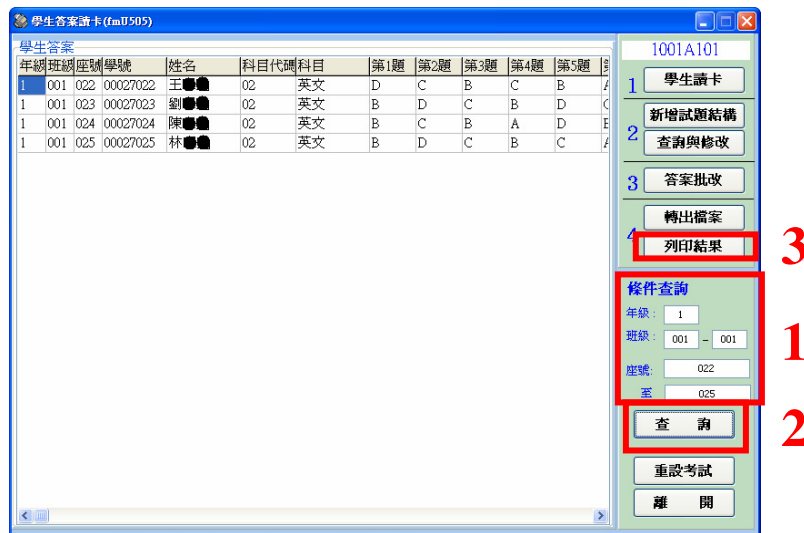 學生答案讀卡(fmU505)
學生答案
年級 班級 座號 學號 姓名 科目代碼 科目 第1題 第2題 第3題 第4題 第5題
1 001 022 00027022 王 02 英文 D C B C B A
1 001 023 00027023 劉 02 英文 B D C B D C
1 001 024 00027024 陳 02 英文 B C B A D E
1 001 025 00027025 林 02 英文 B D C B C A
1001A101
1 學生讀卡
2 新增試題結構
查詢與修改
3 答案批改
4 轉出檔案
列印結果
3
條件查詢
年級: 1
班級: 001 - 001
座號: 022
至 025
1
查 詢
2
重設考試
離 開